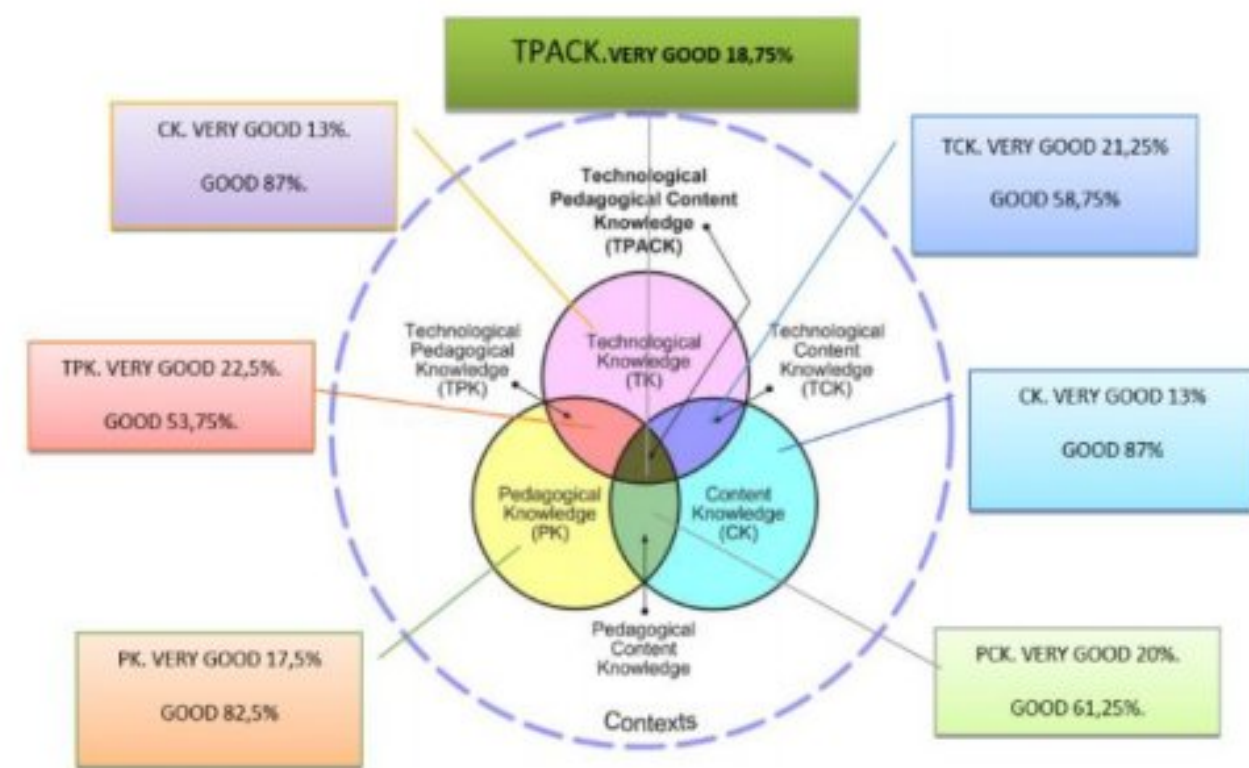 TPACK.VERY GOOD 18,75%
CK. VERY GOOD 13%.
GOOD 87%.
TCK. VERY GOOD 21,25%
GOOD 58,75%
Technological
Pedagogical Content
Knowledge
(TPACK)
Technological
Pedagogical
Knowledge
(TPK)
Technological
Knowledge
(TK)
Technological
Content
Knowledge
(TCK)
TPK. VERY GOOD 22,5%.
GOOD 53,75%.
CK. VERY GOOD 13%
GOOD 87%
Pedagogical
Knowledge
(PK)
Content
Knowledge
(CK)
Pedagogical
Content
Knowledge
PK. VERY GOOD 17,5%
GOOD 82,5%
PCK. VERY GOOD 20%.
GOOD 61,25%.
Contexts